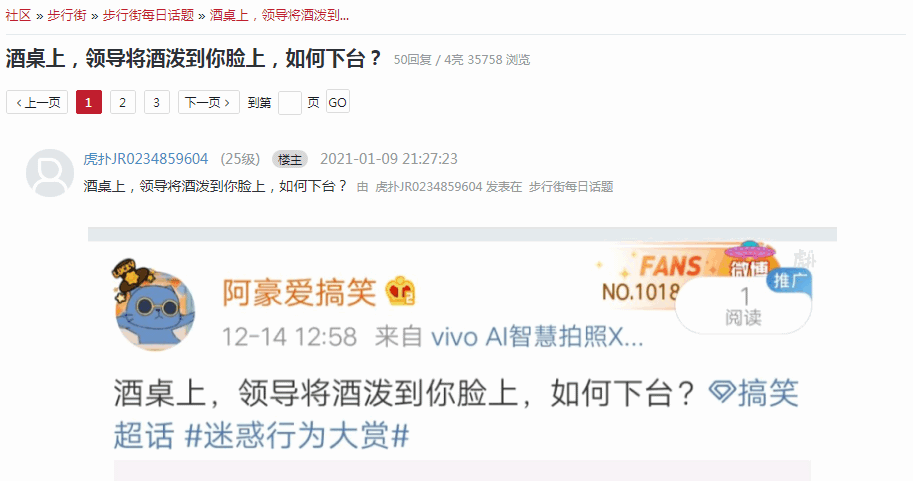 社区 » 步行街 » 步行街每日话题 » 酒桌上，领导将酒泼到...
酒桌上，领导将酒泼到你脸上，如何下台？ 50回复 / 4亮 35758 浏览
‹ 上一页 1 2 3 下一页 › 到第 页 GO
虎扑JR0234859604 (25级) 楼主 2021-01-09 21:27:23
酒桌上，领导将酒泼到你脸上，如何下台？ 由 虎扑JR0234859604 发表在 步行街每日话题
FANS 微博
阿豪爱搞笑 NO.1018 推广
1
阅读
12-14 12:58 来自 vivo AI智慧拍照X...
酒桌上，领导将酒泼到你脸上，如何下台？搞笑
超话 #迷惑行为大赏#